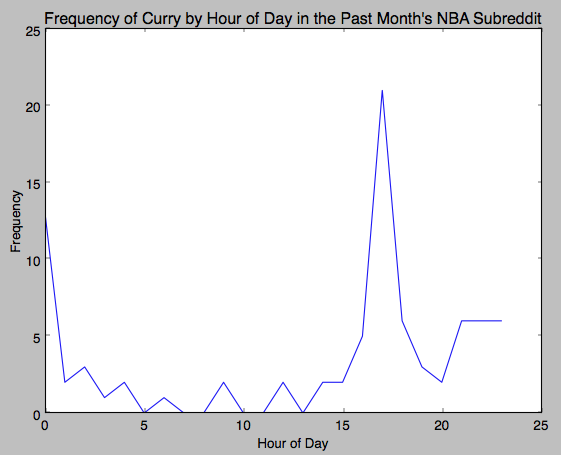 Frequency of Curry by Hour of Day in the Past Month's NBA Subreddit
25
20
15
10
5
0
Frequency
0 5 10 15 20 25
Hour of Day